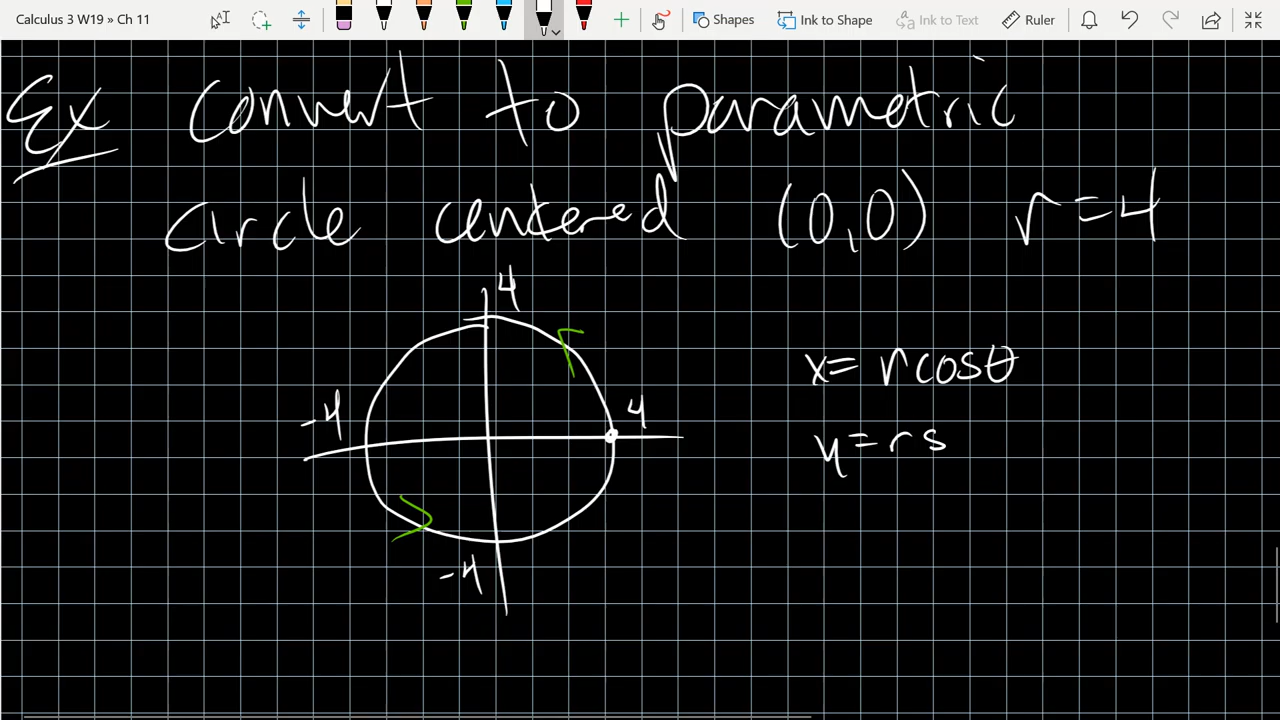 Calculus 3 W19 » Ch 11
Shapes
Ink to Shape
Ink to Text
Ruler
Ex Convert to parametric
circle centered (0,0) r=4
4
-4
4
-4
x= r cosθ
y= r s